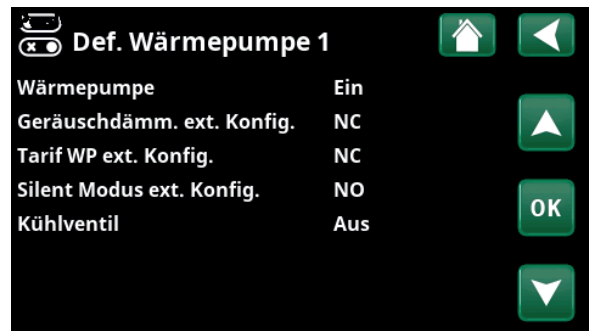 Def. Wärmepumpe 1
Wärmepumpe Ein
Geräuschdämm. ext. Konfig. NC
Tarif WP ext. Konfig. NC
Silent Modus ext. Konfig. NO
OK
Kühlventil Aus